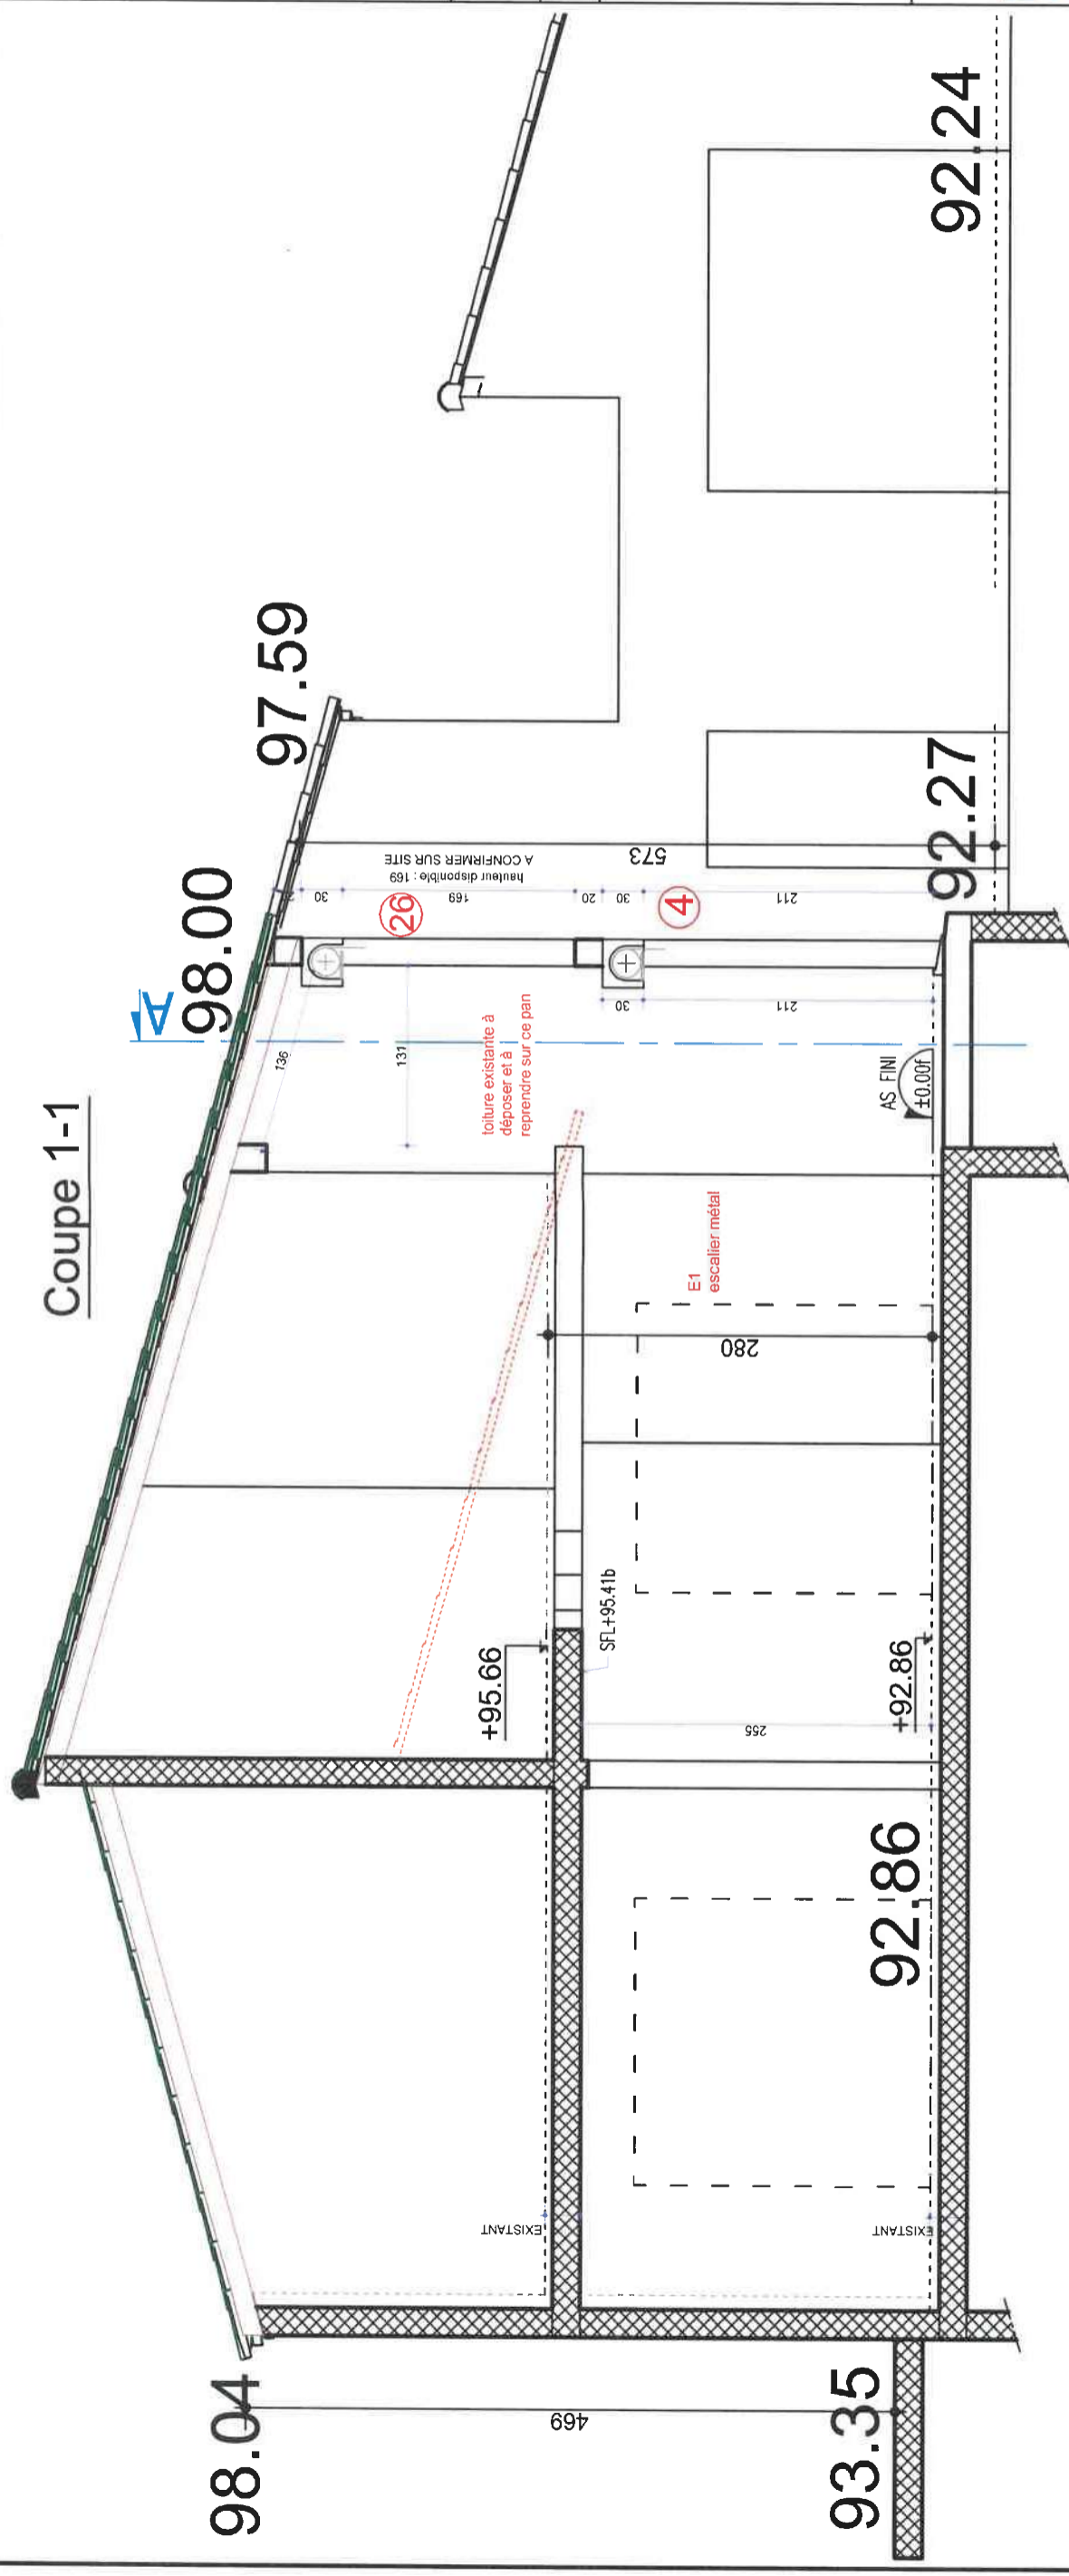 Coupe 1-1
A
98.00
97.59
98.04
136
131
30
26
169
hauteur disponible : 169
A CONFIRMER SUR SITE
20
30
4
211
573
30
211
toiture existante à
déposer et à
reprendre sur ce pan
E1
escalier métal
280
AS FINI
±0.00f
+95.66
SFL+95.41b
255
+92.86
92.86
EXISTANT
EXISTANT
469
93.35
92.27
92.24